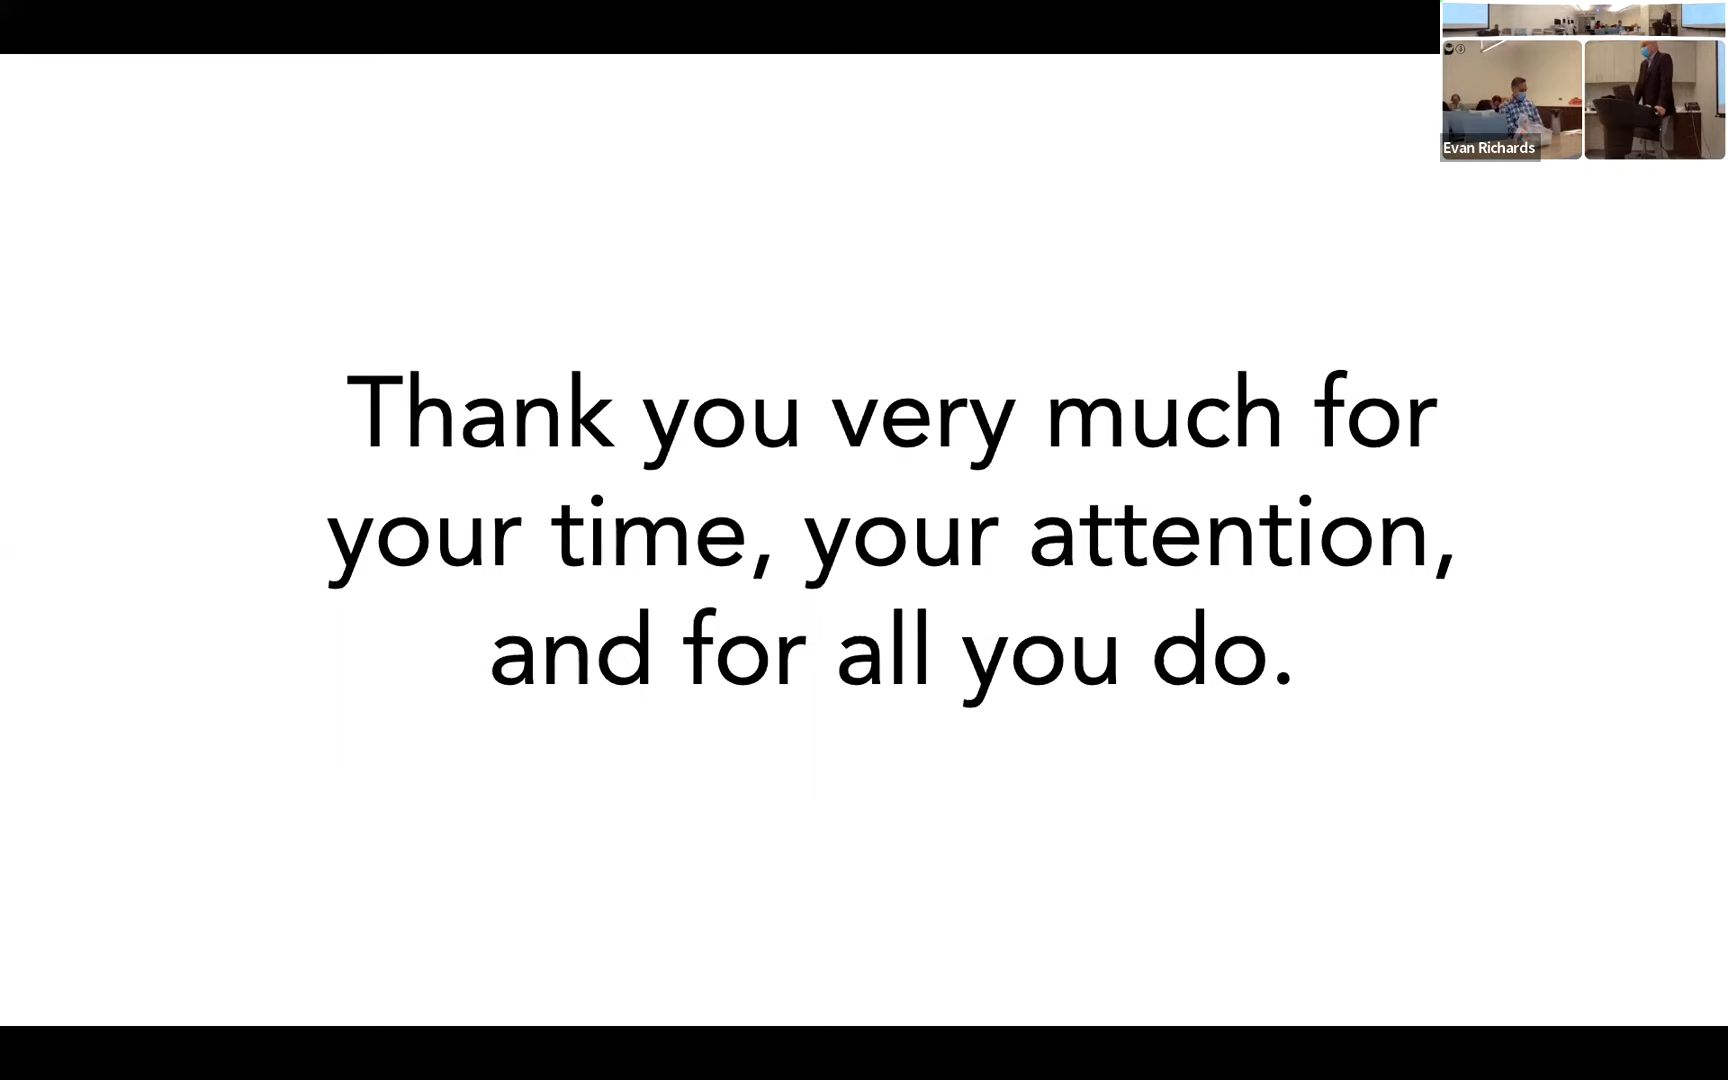 Evan Richards
Thank you very much for
your time, your attention,
and for all you do.